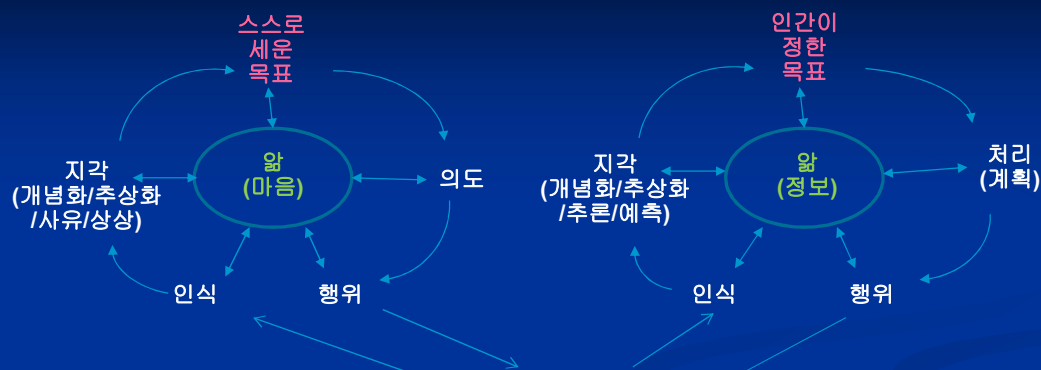 스스로
세운
목표
지각
(개념화/추상화
/사유/상상)
앎
(마음)
의도
인식
행위
인간이
정한
목표
지각
(개념화/추상화
/추론/예측)
앎
(정보)
처리
(계획)
인식
행위